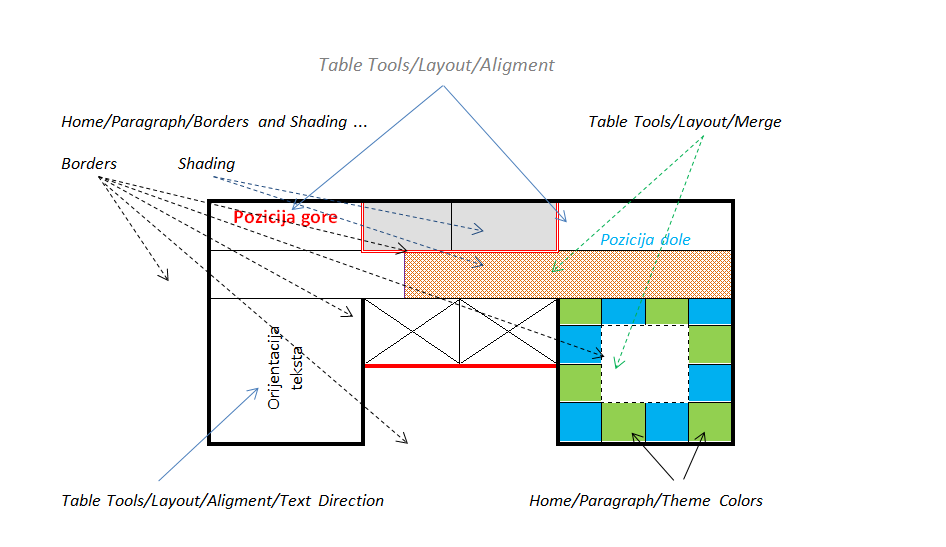 Table Tools/Layout/Aligment
Home/Paragraph/Borders and Shading ...
Table Tools/Layout/Merge
Borders
Shading
Pozicija gore
Pozicija dole
Orijentacija
teksta
Table Tools/Layout/Aligment/Text Direction
Home/Paragraph/Theme Colors